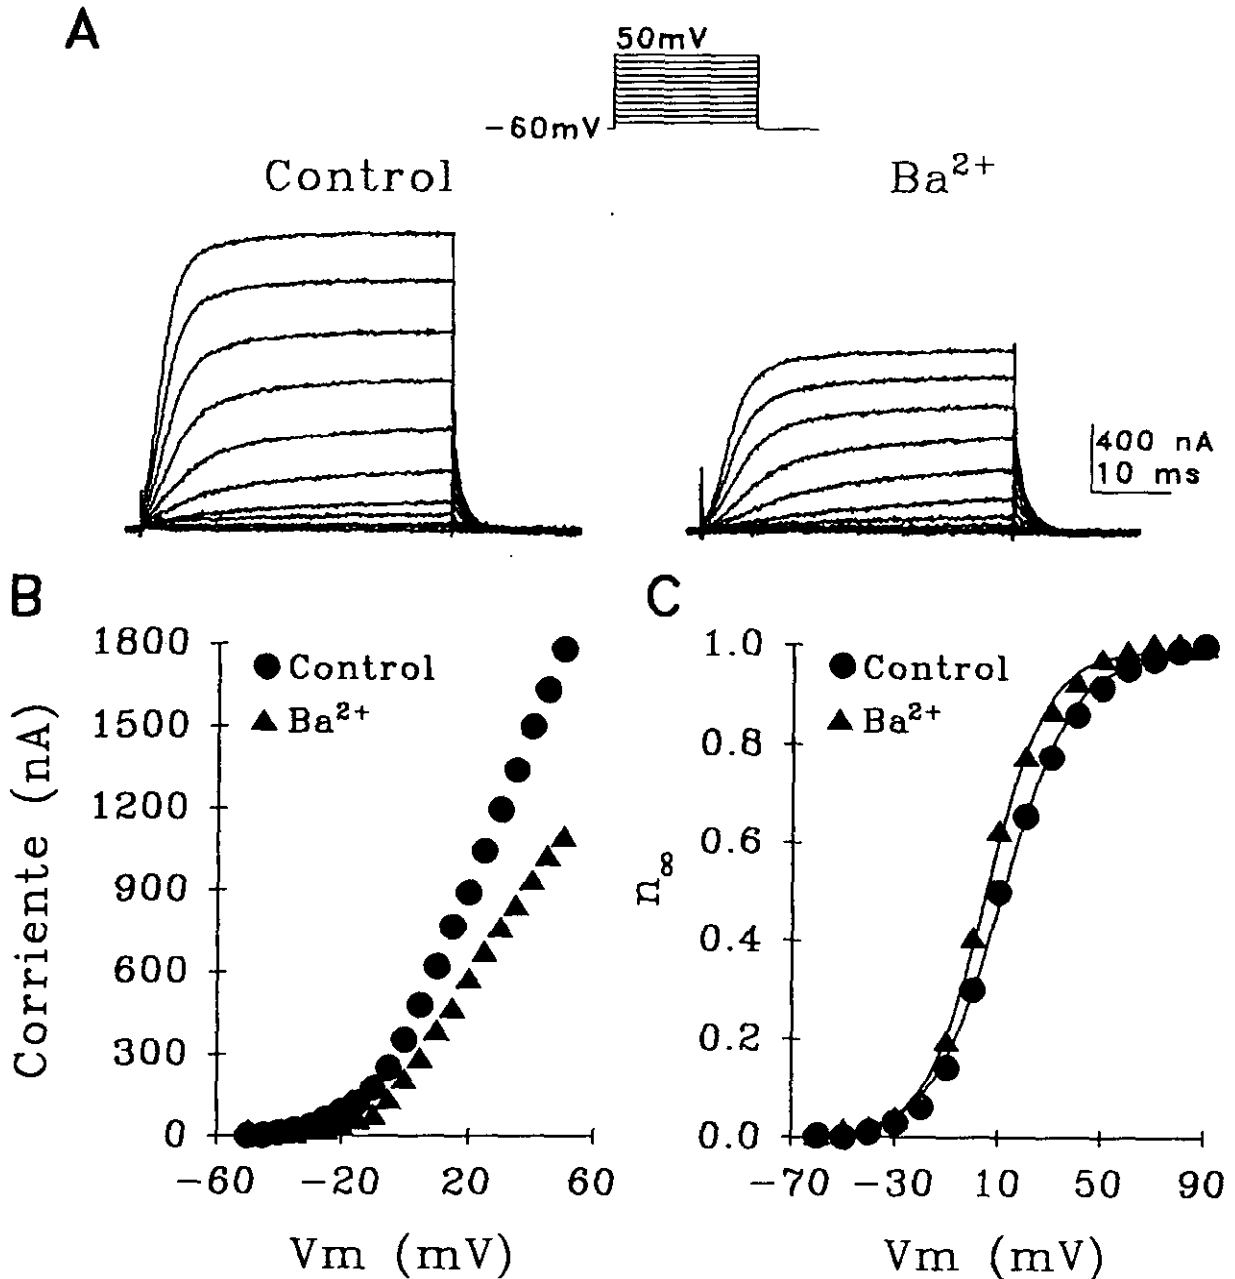 A
50mV
-60mV
Control
Ba²⁺
400 nA
10 ms
B
1800
1500
1200
900
600
300
0
Corriente (nA)
Control
Ba²⁺
-60
-20
20
60
Vm (mV)
C
1.0
0.8
0.6
0.4
0.2
0.0
n∞
Control
Ba²⁺
-70
-30
10
50
90
Vm (mV)